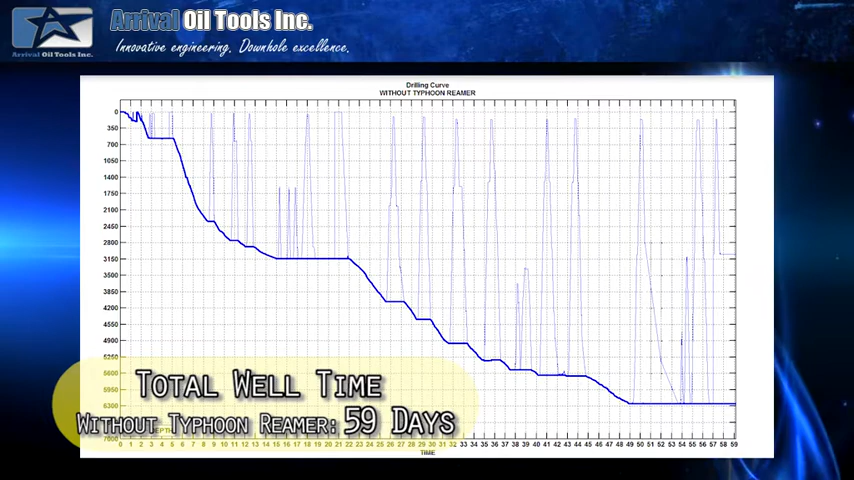 Arrival Oil Tools Inc.
Innovative engineering. Downhole excellence.
Arrival Oil Tools Inc.
Drilling Curve
WITHOUT TYPHOON REAMER
0
350
700
1050
1400
1750
2100
2450
2800
3150
3500
3850
4200
4550
4900
5250
5600
5950
6300
Total Well Time
Without Typhoon Reamer: 59 Days
DEPTH
0 1 2 3 4 5 6 7 8 9 10 11 12 13 14 15 16 17 18 19 20 21 22 23 24 25 26 27 28 29 30 31 32 33 34 35 36 37 38 39 40 41 42 43 44 45 46 47 48 49 50 51 52 53 54 55 56 57 58 59
TIME